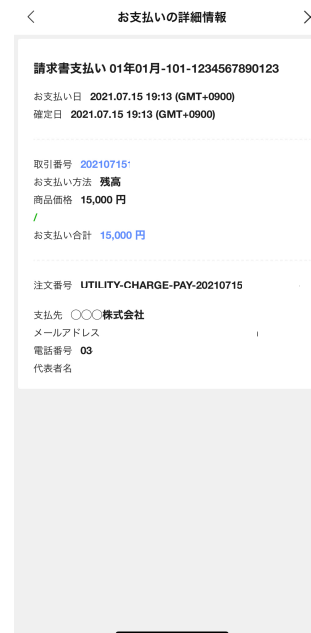 お支払いの詳細情報
請求書支払い 01年01月-101-1234567890123
お支払い日 2021.07.15 19:13 (GMT+0900)
確定日 2021.07.15 19:13 (GMT+0900)
取引番号 20210715
お支払い方法 残高
商品価格 15,000 円
/
お支払い合計 15,000 円
注文番号 UTILITY-CHARGE-PAY-20210715
支払先 ○○○株式会社
メールアドレス
電話番号 03
代表者名